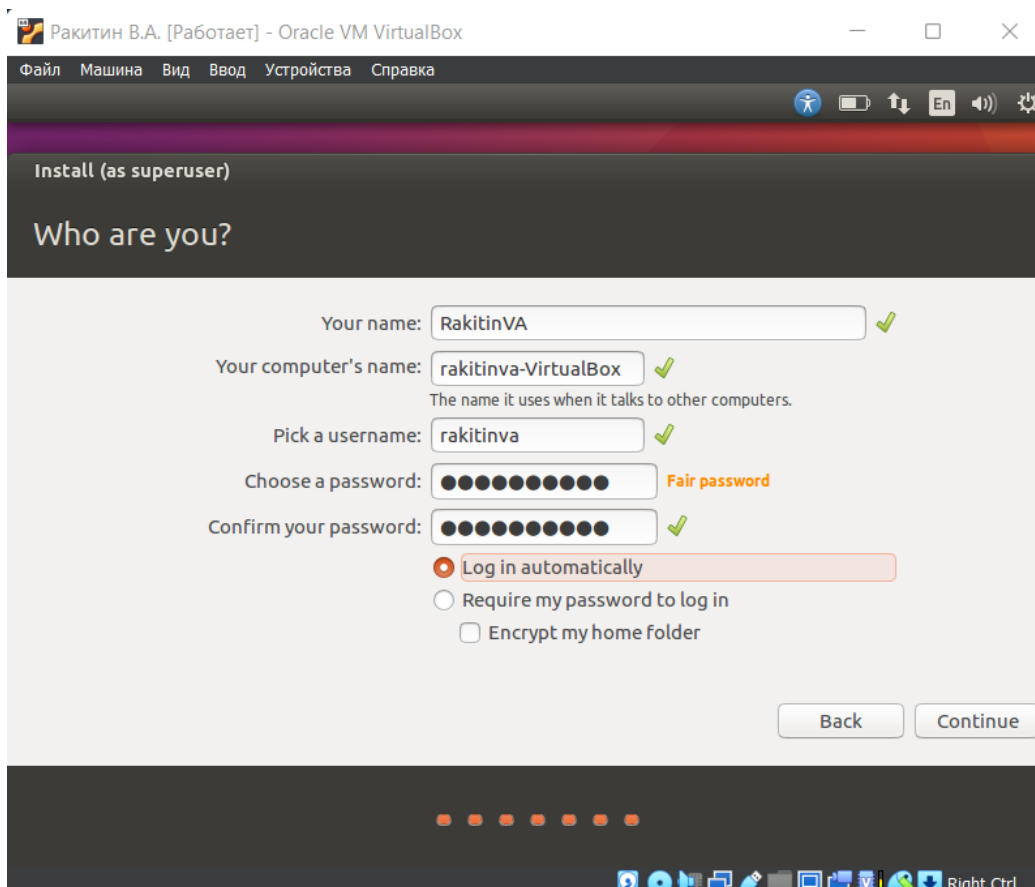 Ракитин В.А. [Работает] - Oracle VM VirtualBox
Файл Машина Вид Ввод Устройства Справка
En
Install (as superuser)
Who are you?
Your name: RakitinVA
Your computer's name: rakitinva-VirtualBox
The name it uses when it talks to other computers.
Pick a username: rakitinva
Choose a password: ●●●●●●●●●● Fair password
Confirm your password: ●●●●●●●●●●
Log in automatically
Require my password to log in
Encrypt my home folder
Back Continue
Right Ctrl